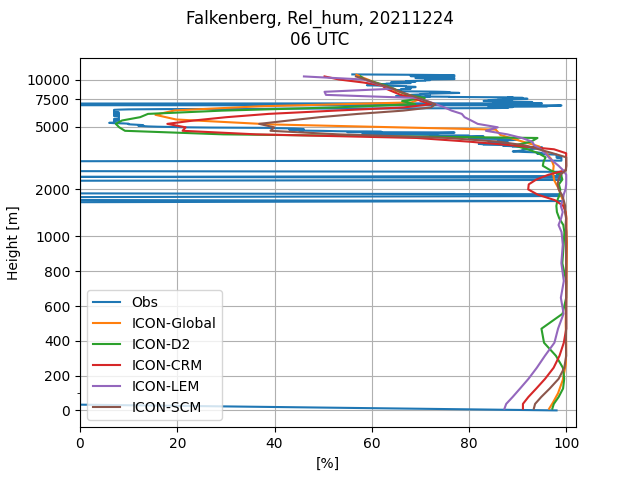 Falkenberg, Rel_hum, 20211224
06 UTC
10000
7500
5000
2000
1000
800
600
400
200
0
Height [m]
Obs
ICON-Global
ICON-D2
ICON-CRM
ICON-LEM
ICON-SCM
0 20 40 60 80 100
[%]